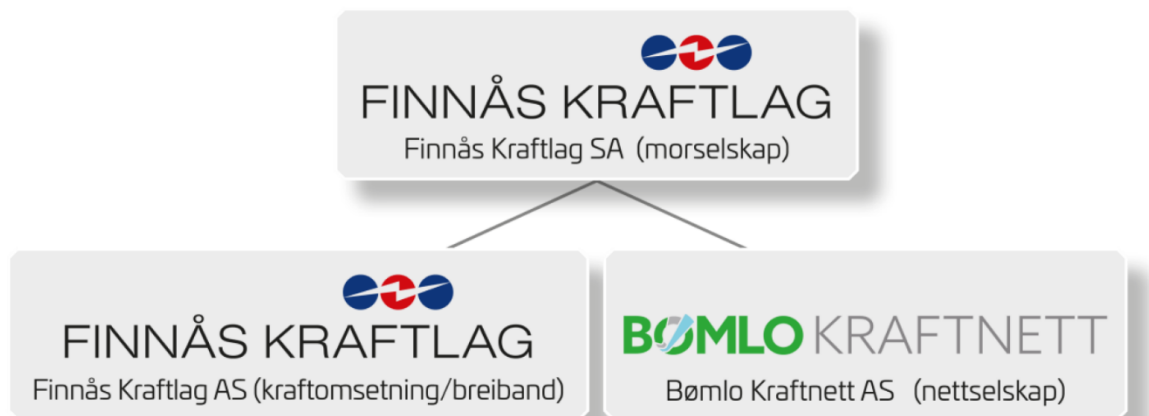 FINNÅS KRAFTLAG
Finnås Kraftlag SA (morselskap)
FINNÅS KRAFTLAG
Finnås Kraftlag AS (kraftomsetning/breiband)
BØMLO KRAFTNETT
Bømlo Kraftnett AS (nettselskap)